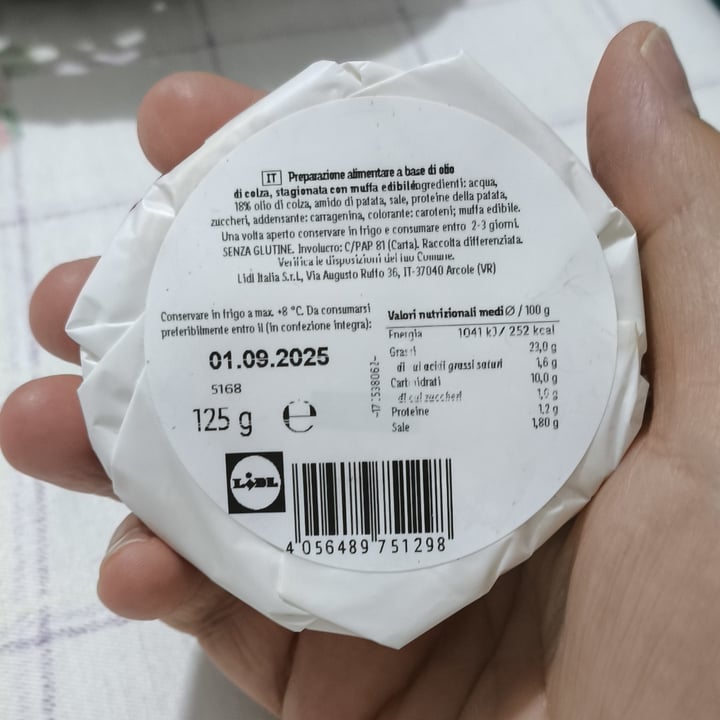 IT Preparazione alimentare a base di olio
di colza, stagionata con muffa edibile Ingredienti: acqua,
18% olio di colza, amido di patata, sale, proteine della patata,
zuccheri, addensante: carragenina, colorante: caroteni; muffa edibile.
Una volta aperto conservare in frigo e consumare entro 2-3 giorni.
SENZA GLUTINE. Involucro: C/PAP 81 (Carta). Raccolta differenziata.
Verifica le disposizioni del tuo Comune.
Lidl Italia S.r.L, Via Augusto Ruffo 36, IT-37040 Arcole (VR)
Conservare in frigo a max. +8 °C. Da consumarsi
preferibilmente entro il (in confezione integra):
01.09.2025
5168
125 g ℮
Valori nutrizionali medi Ø / 100 g
Energia 1041 kJ / 252 kcal
Grassi 23,0 g
di cui acidi grassi saturi 1,6 g
Carboidrati 10,0 g
di cui zuccheri
Proteine 1,2 g
Sale 1,80 g
LIDL
4 056489 751298